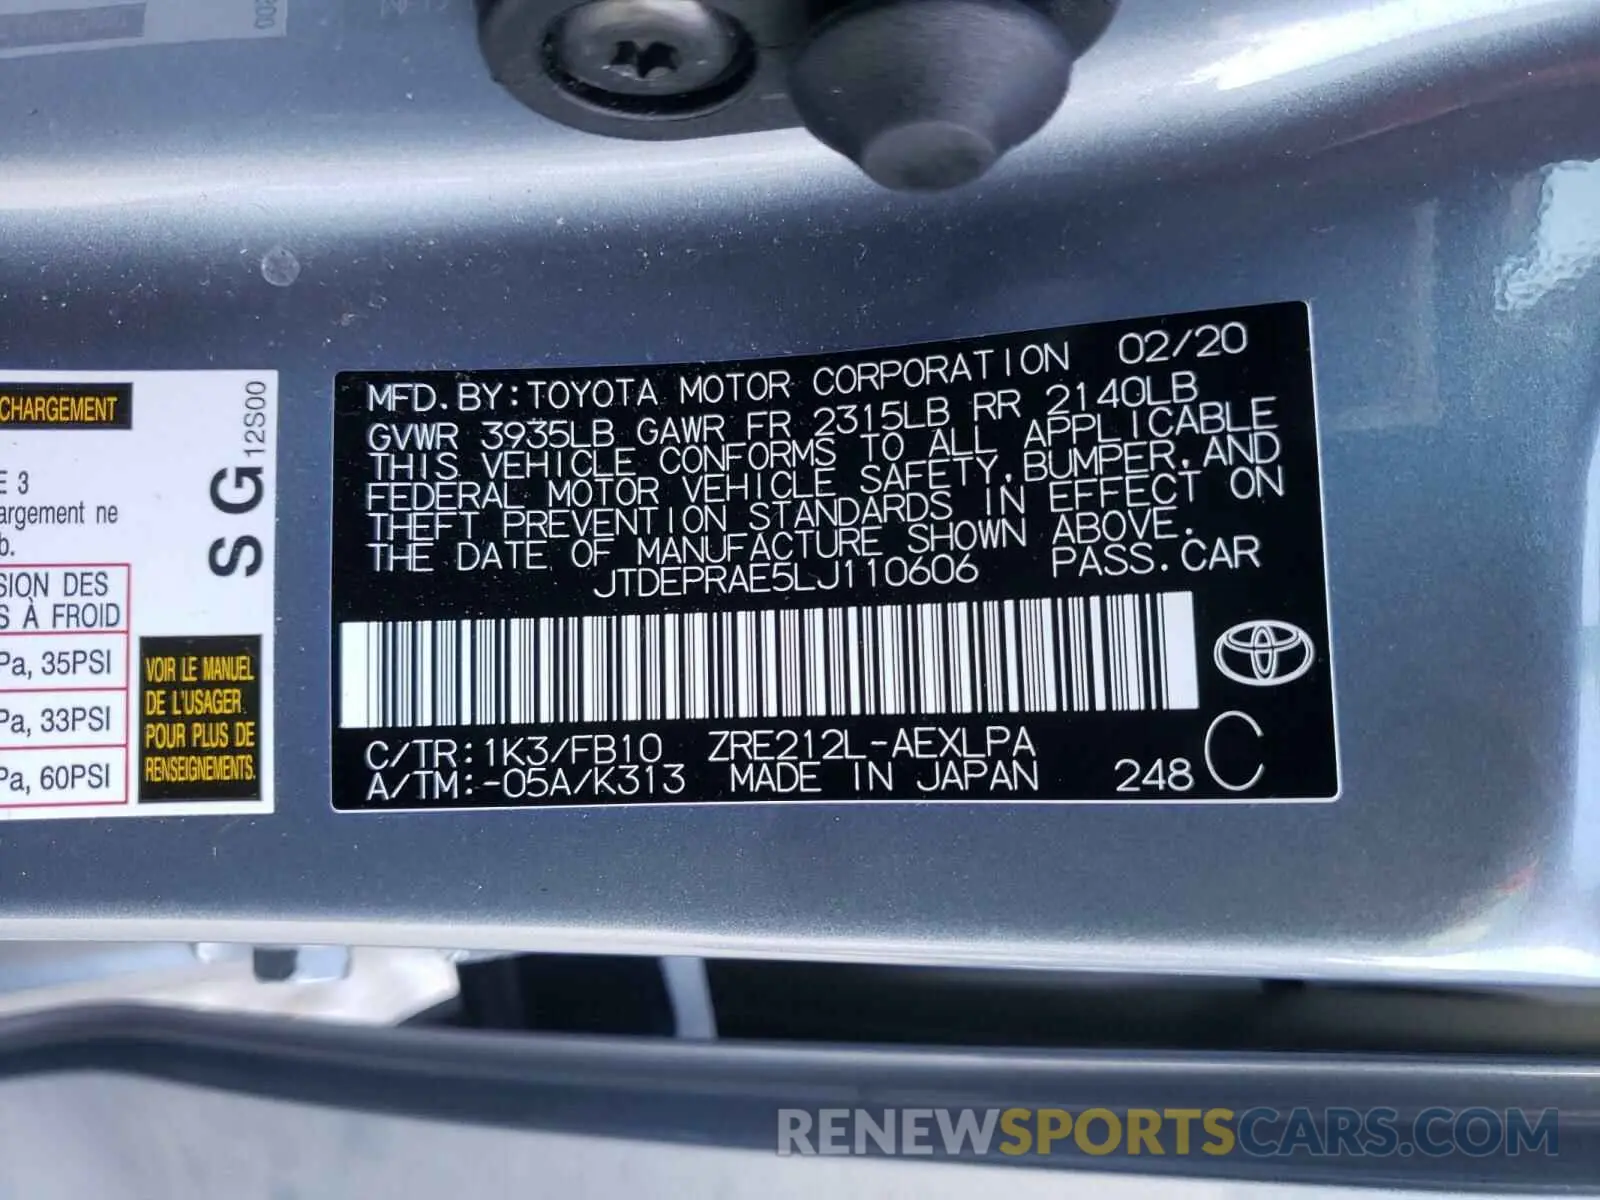 CHARGEMENT
E 3
argement ne
b.
SION DES
S À FROID
Pa, 35PSI
Pa, 33PSI
Pa, 60PSI
S G 12S00
VOIR LE MANUEL
DE L'USAGER
POUR PLUS DE
RENSEIGNEMENTS.
MFD. BY: TOYOTA MOTOR CORPORATION 02/20
GVWR 3935LB GAWR FR 2315LB RR 2140LB
THIS VEHICLE CONFORMS TO ALL APPLICABLE
FEDERAL MOTOR VEHICLE SAFETY, BUMPER, AND
THEFT PREVENTION STANDARDS IN EFFECT ON
THE DATE OF MANUFACTURE SHOWN ABOVE.
JTDEPRAE5LJ110606 PASS. CAR
C/TR: 1K3/FB10 ZRE212L-AEXLPA
A/TM: -05A/K313 MADE IN JAPAN 248 C
RENEWSPORTSCARS.COM